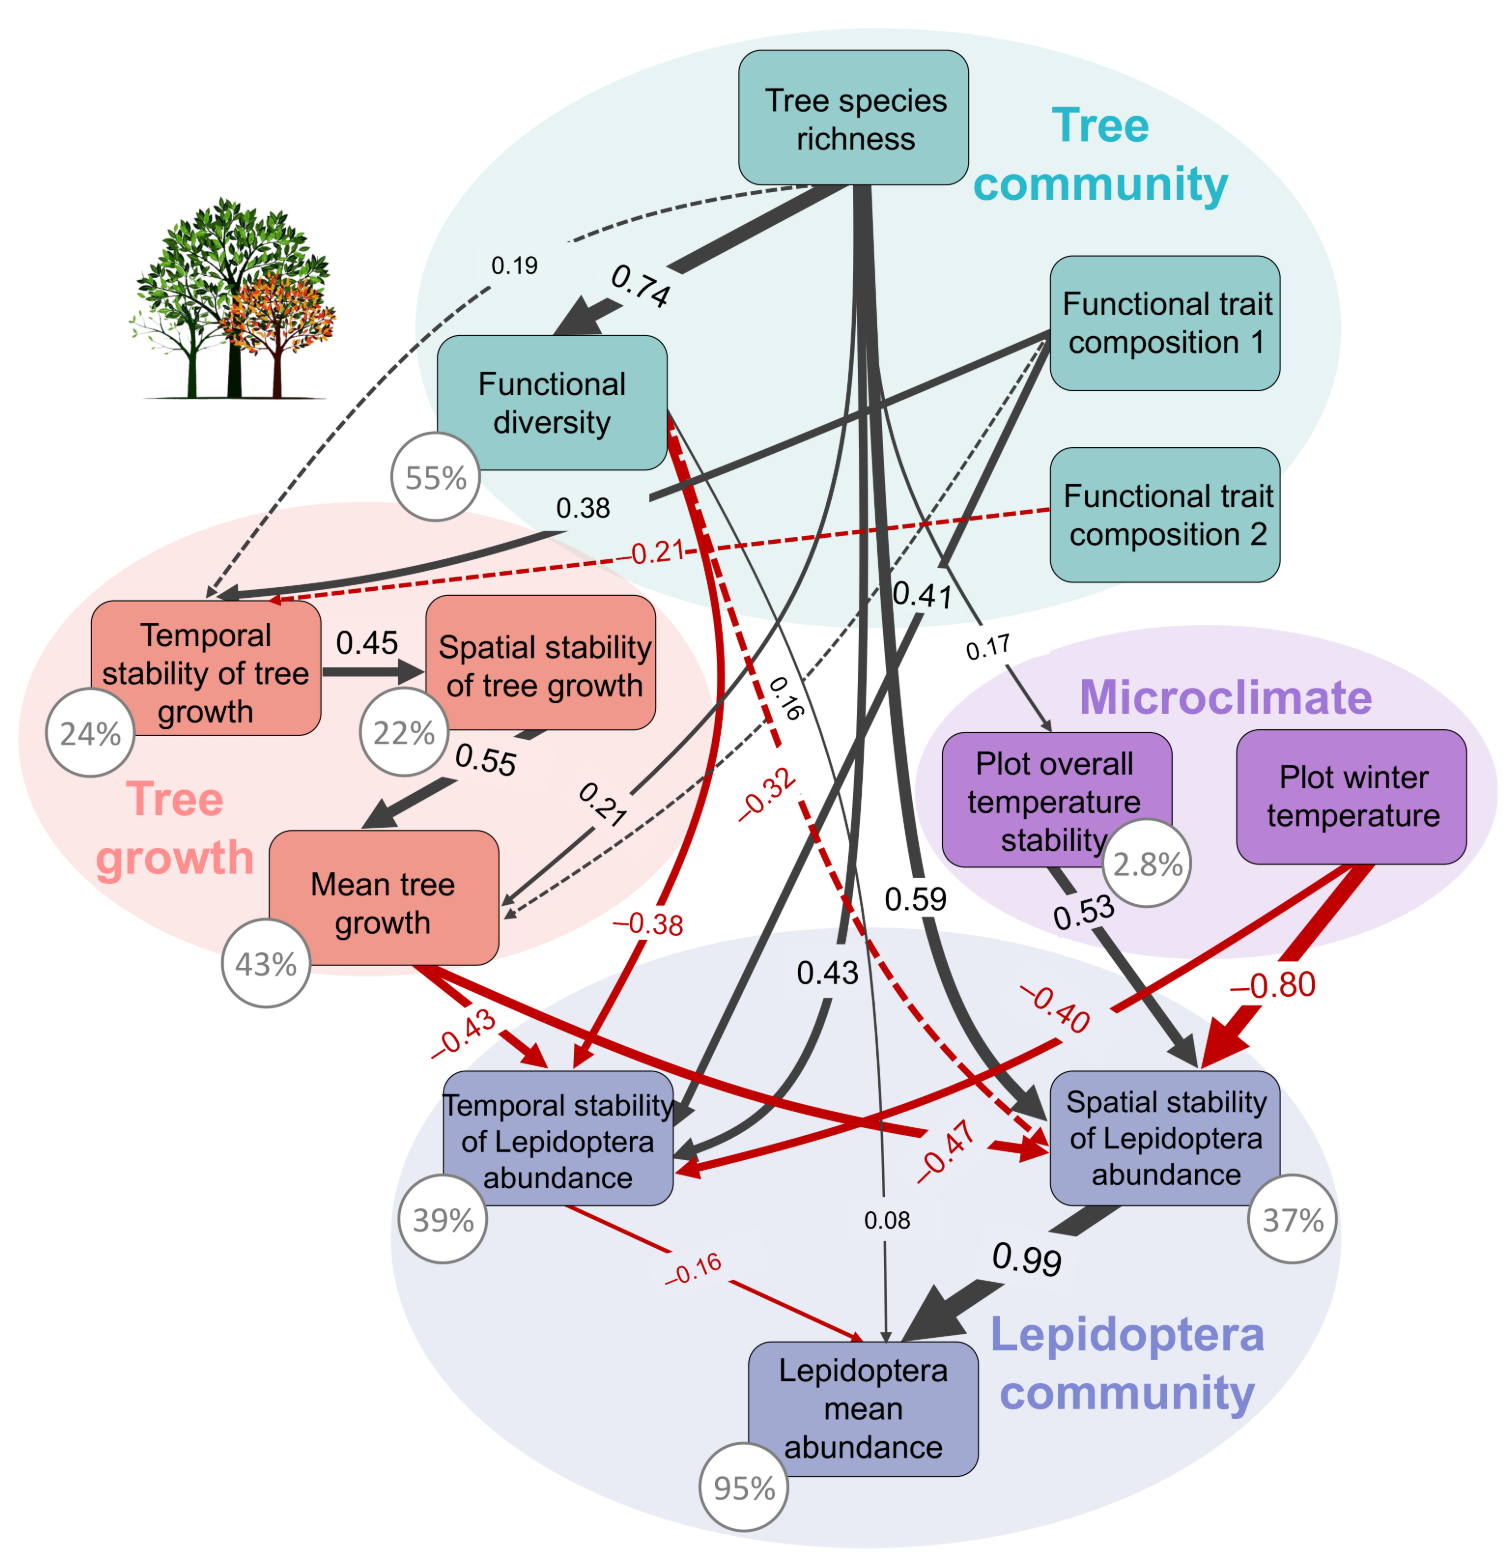 Tree species
richness
Tree
community
0.19
0.74
Functional trait
composition 1
Functional
diversity
55%
0.38
Functional trait
composition 2
–0.21
0.41
Temporal
stability of tree
growth
24%
0.45
Spatial stability
of tree growth
22%
0.17
0.16
Microclimate
Plot overall
temperature
stability
2.8%
Plot winter
temperature
0.55
–0.32
0.21
Tree
growth
Mean tree
growth
43%
–0.38
0.59
0.53
0.43
–0.43
–0.40
–0.80
Temporal stability
of Lepidoptera
abundance
39%
–0.47
Spatial stability
of Lepidoptera
abundance
37%
0.08
–0.16
0.99
Lepidoptera
community
Lepidoptera
mean
abundance
95%